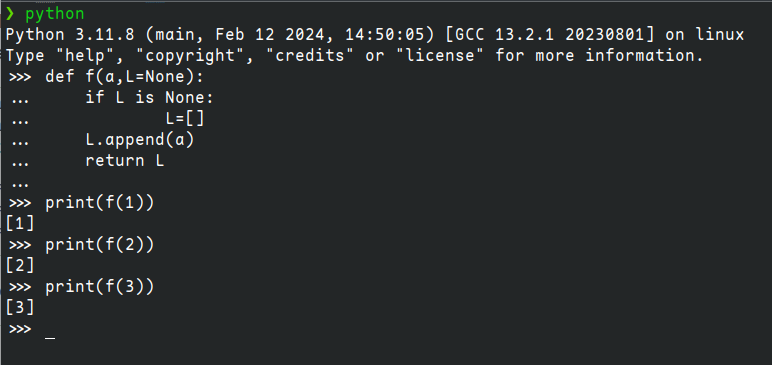 ❯ python
Python 3.11.8 (main, Feb 12 2024, 14:50:05) [GCC 13.2.1 20230801] on linux
Type "help", "copyright", "credits" or "license" for more information.
>>> def f(a,L=None):
...     if L is None:
...             L=[]
...     L.append(a)
...     return L
...
>>> print(f(1))
[1]
>>> print(f(2))
[2]
>>> print(f(3))
[3]
>>> _